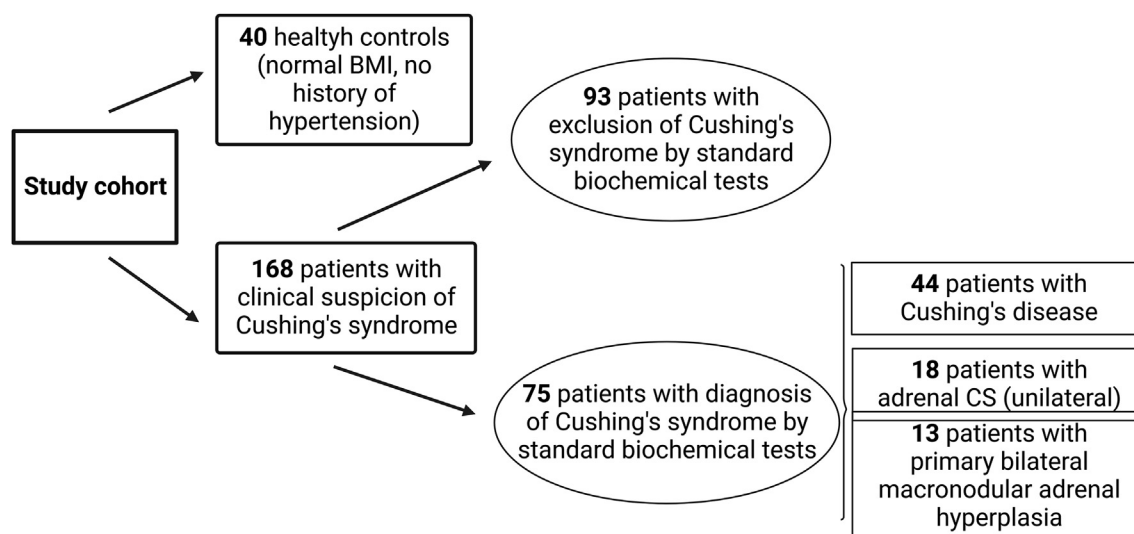 40 healtyh controls
(normal BMI, no
history of
hypertension)
93 patients with
exclusion of Cushing's
syndrome by standard
biochemical tests
Study cohort
168 patients with
clinical suspicion of
Cushing's syndrome
44 patients with
Cushing's disease
75 patients with diagnosis
of Cushing's syndrome by
standard biochemical tests
18 patients with
adrenal CS (unilateral)
13 patients with
primary bilateral
macronodular adrenal
hyperplasia